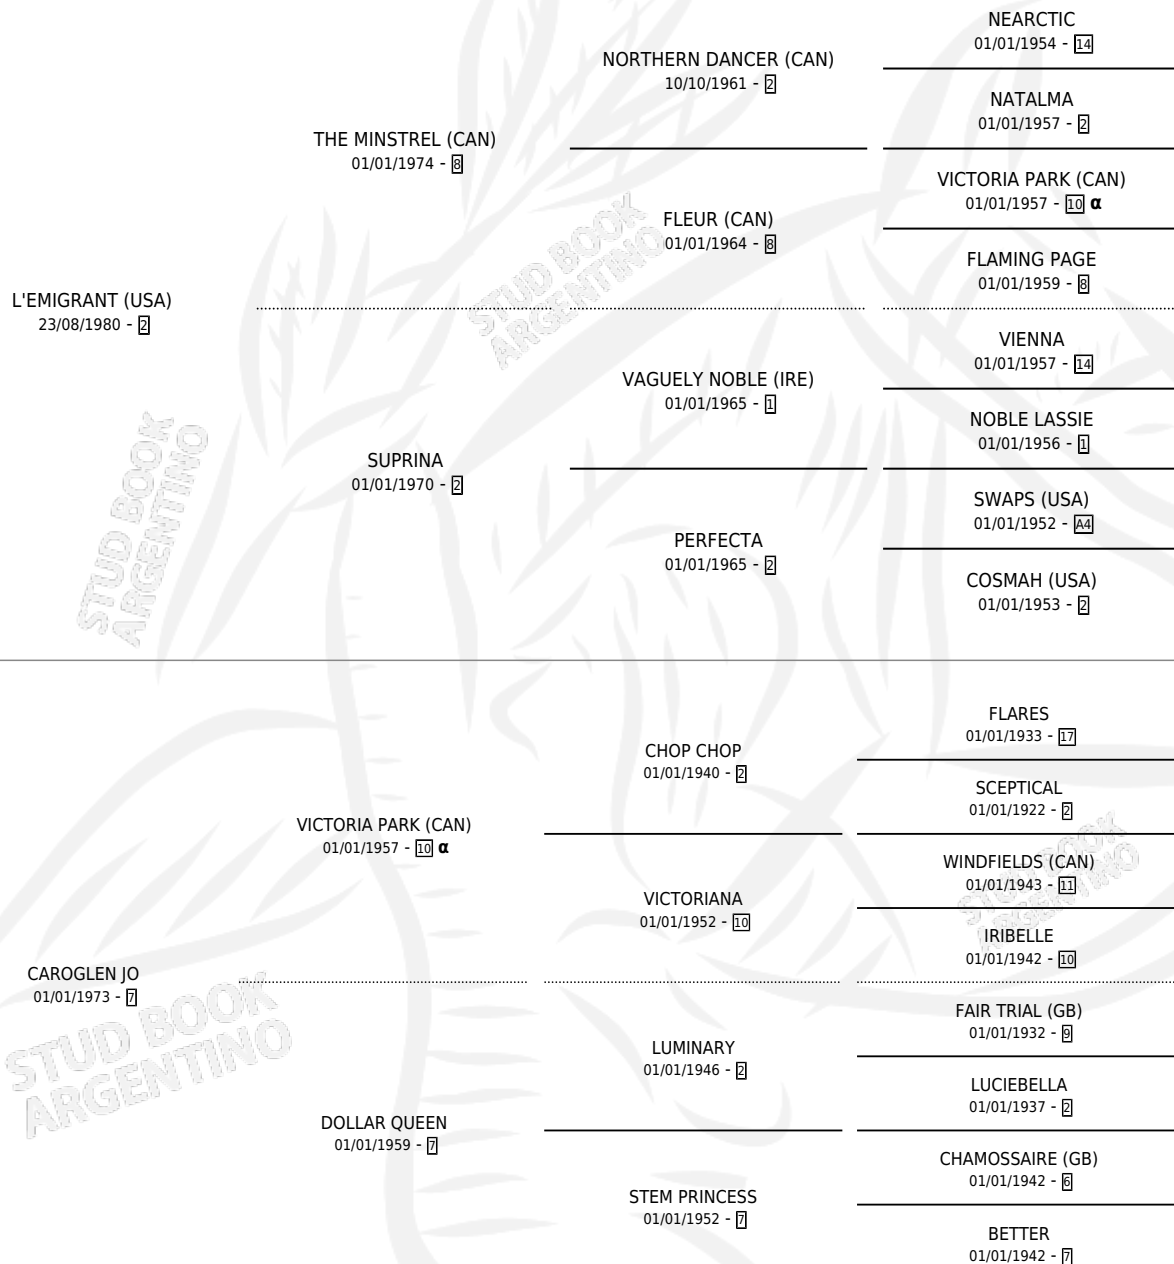 NEARCTIC
01/01/1954 - 14
NORTHERN DANCER (CAN)
10/10/1961 - 2
NATALMA
01/01/1957 - 2
THE MINSTREL (CAN)
01/01/1974 - 8
VICTORIA PARK (CAN)
01/01/1957 - 10 α
FLEUR (CAN)
01/01/1964 - 8
FLAMING PAGE
01/01/1959 - 8
L'EMIGRANT (USA)
23/08/1980 - 2
VIENNA
01/01/1957 - 14
VAGUELY NOBLE (IRE)
01/01/1965 - 1
NOBLE LASSIE
01/01/1956 - 1
SUPRINA
01/01/1970 - 2
SWAPS (USA)
01/01/1952 - A4
PERFECTA
01/01/1965 - 2
COSMAH (USA)
01/01/1953 - 2
FLARES
01/01/1933 - 17
CHOP CHOP
01/01/1940 - 2
SCEPTICAL
01/01/1922 - 2
VICTORIA PARK (CAN)
01/01/1957 - 10 α
WINDFIELDS (CAN)
01/01/1943 - 11
VICTORIANA
01/01/1952 - 10
IRIBELLE
01/01/1942 - 10
CAROGLEN JO
01/01/1973 - 7
FAIR TRIAL (GB)
01/01/1932 - 9
LUMINARY
01/01/1946 - 2
LUCIEBELLA
01/01/1937 - 2
DOLLAR QUEEN
01/01/1959 - 7
CHAMOSSAIRE (GB)
01/01/1942 - 6
STEM PRINCESS
01/01/1952 - 7
BETTER
01/01/1942 - 7
STUD BOOK
ARGENTINO
STUD BOOK
ARGENTINO
STUD BOOK
ARGENTINO
STUD BOOK
ARGENTINO